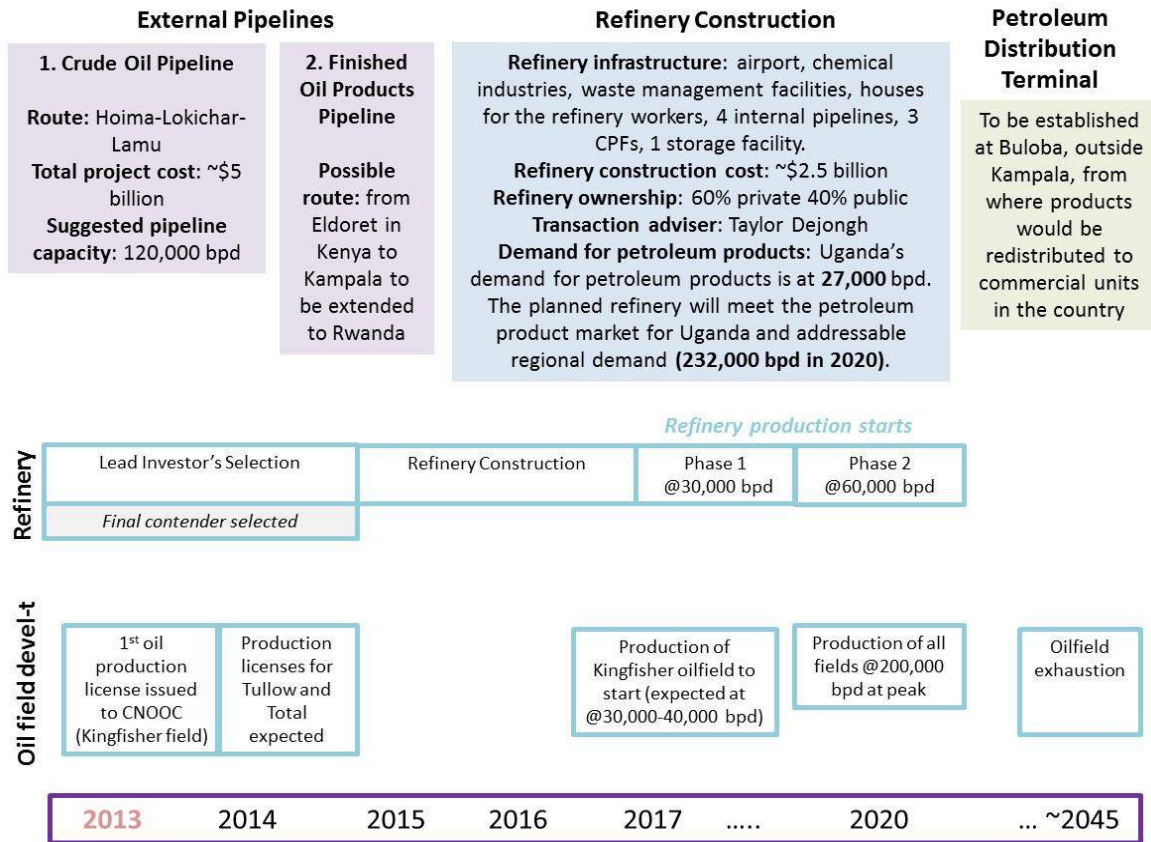 External Pipelines
1. Crude Oil Pipeline
Route: Hoima-Lokichar-
Lamu
Total project cost: ~$5
billion
Suggested pipeline
capacity: 120,000 bpd
2. Finished
Oil Products
Pipeline
Possible
route: from
Eldoret in
Kenya to
Kampala to
be extended
to Rwanda
Refinery Construction
Refinery infrastructure: airport, chemical
industries, waste management facilities, houses
for the refinery workers, 4 internal pipelines, 3
CPFs, 1 storage facility.
Refinery construction cost: ~$2.5 billion
Refinery ownership: 60% private 40% public
Transaction adviser: Taylor Dejongh
Demand for petroleum products: Uganda's
demand for petroleum products is at 27,000 bpd.
The planned refinery will meet the petroleum
product market for Uganda and addressable
regional demand (232,000 bpd in 2020).
Petroleum
Distribution
Terminal
To be established
at Buloba, outside
Kampala, from
where products
would be
redistributed to
commercial units
in the country
Refinery production starts
Refinery
Lead Investor's Selection
Final contender selected
Refinery Construction
Phase 1
@30,000 bpd
Phase 2
@60,000 bpd
Oil field devel-t
1st oil
production
license issued
to CNOOC
(Kingfisher field)
Production
licenses for
Tullow and
Total
expected
Production of
Kingfisher oilfield to
start (expected at
@30,000-40,000 bpd)
Production of all
fields @200,000
bpd at peak
Oilfield
exhaustion
2013 2014 2015 2016 2017 ..... 2020 ... ~2045